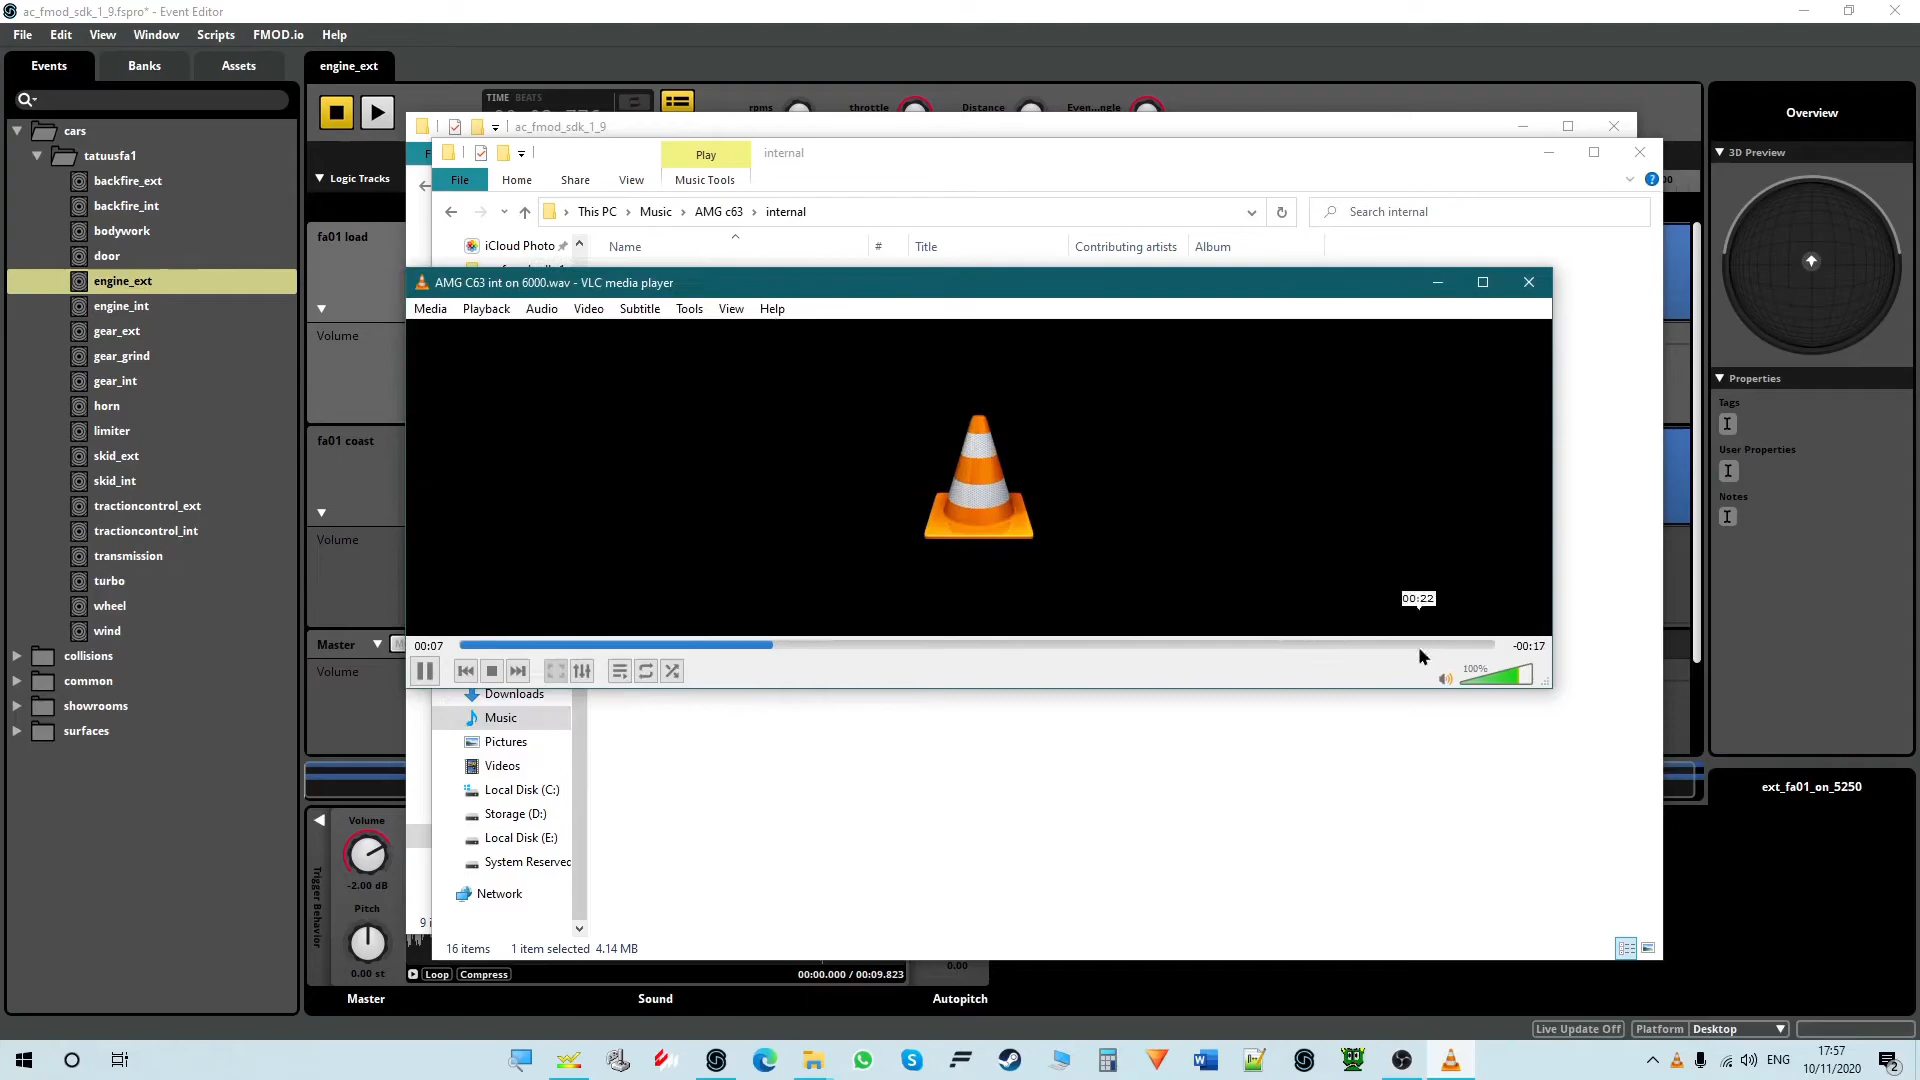 ac_fmod_sdk_1_9.fspro* - Event Editor
File Edit View Window Scripts FMOD.io Help
Events Banks Assets
engine_ext
TIME BEATS
rpms throttle Distance Even...ngle
cars
tatuusfa1
backfire_ext
backfire_int
bodywork
door
engine_ext
engine_int
gear_ext
gear_grind
gear_int
horn
limiter
skid_ext
skid_int
tractioncontrol_ext
tractioncontrol_int
transmission
turbo
wheel
wind
collisions
common
showrooms
surfaces
Logic Tracks
fa01 load
Volume
fa01 coast
Volume
Master
Volume
Volume
-2.00 dB
Pitch
0.00 st
Trigger Behavior
Master
Sound
Autopitch
Loop Compress
00:00.000 / 00:09.823
0.00
ac_fmod_sdk_1_9
Play internal
File Home Share View Music Tools
This PC Music AMG c63 internal
Search internal
iCloud Photo
Name # Title Contributing artists Album
AMG C63 int on 6000.wav - VLC media player
Media Playback Audio Video Subtitle Tools View Help
00:22
00:07
-00:17
100%
Downloads
Music
Pictures
Videos
Local Disk (C:)
Storage (D:)
Local Disk (E:)
System Reserved
Network
16 items 1 item selected 4.14 MB
Overview
3D Preview
Properties
Tags
User Properties
Notes
ext_fa01_on_5250
Live Update Off Platform Desktop
ENG
17:57
10/11/2020
2